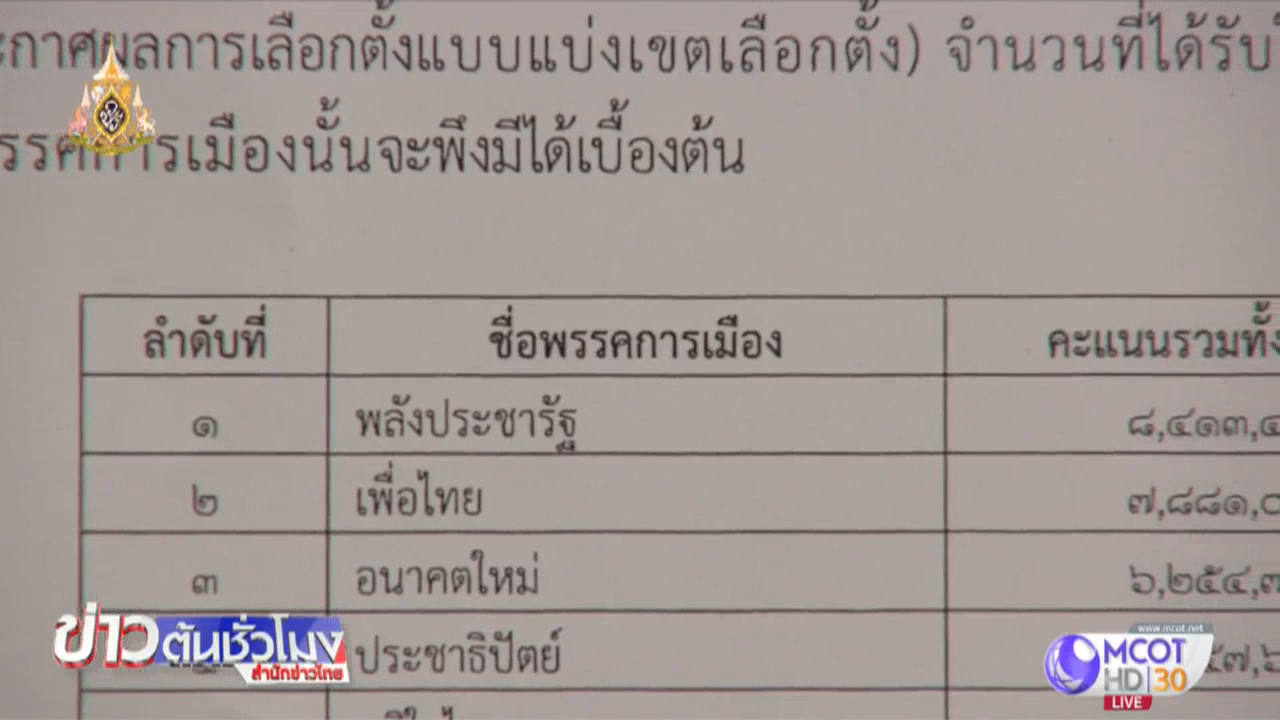 ะกาศผลการเลือกตั้งแบบแบ่งเขตเลือกตั้ง) จำนวนที่ได้รับ
รรคการเมืองนั้นจะพึงมีได้เบื้องต้น
ลำดับที่ ชื่อพรรคการเมือง คะแนนรวมทั้ง
๑ พลังประชารัฐ ๘,๔๑๓,๔
๒ เพื่อไทย ๗,๘๘๑,๐
๓ อนาคตใหม่ ๖,๒๕๔,๗
ประชาธิปัตย์ ๕๗,๖
ข่าวต้นชั่วโมง
สำนักข่าวไทย
www.mcot.net
MCOT
HD 30
LIVE